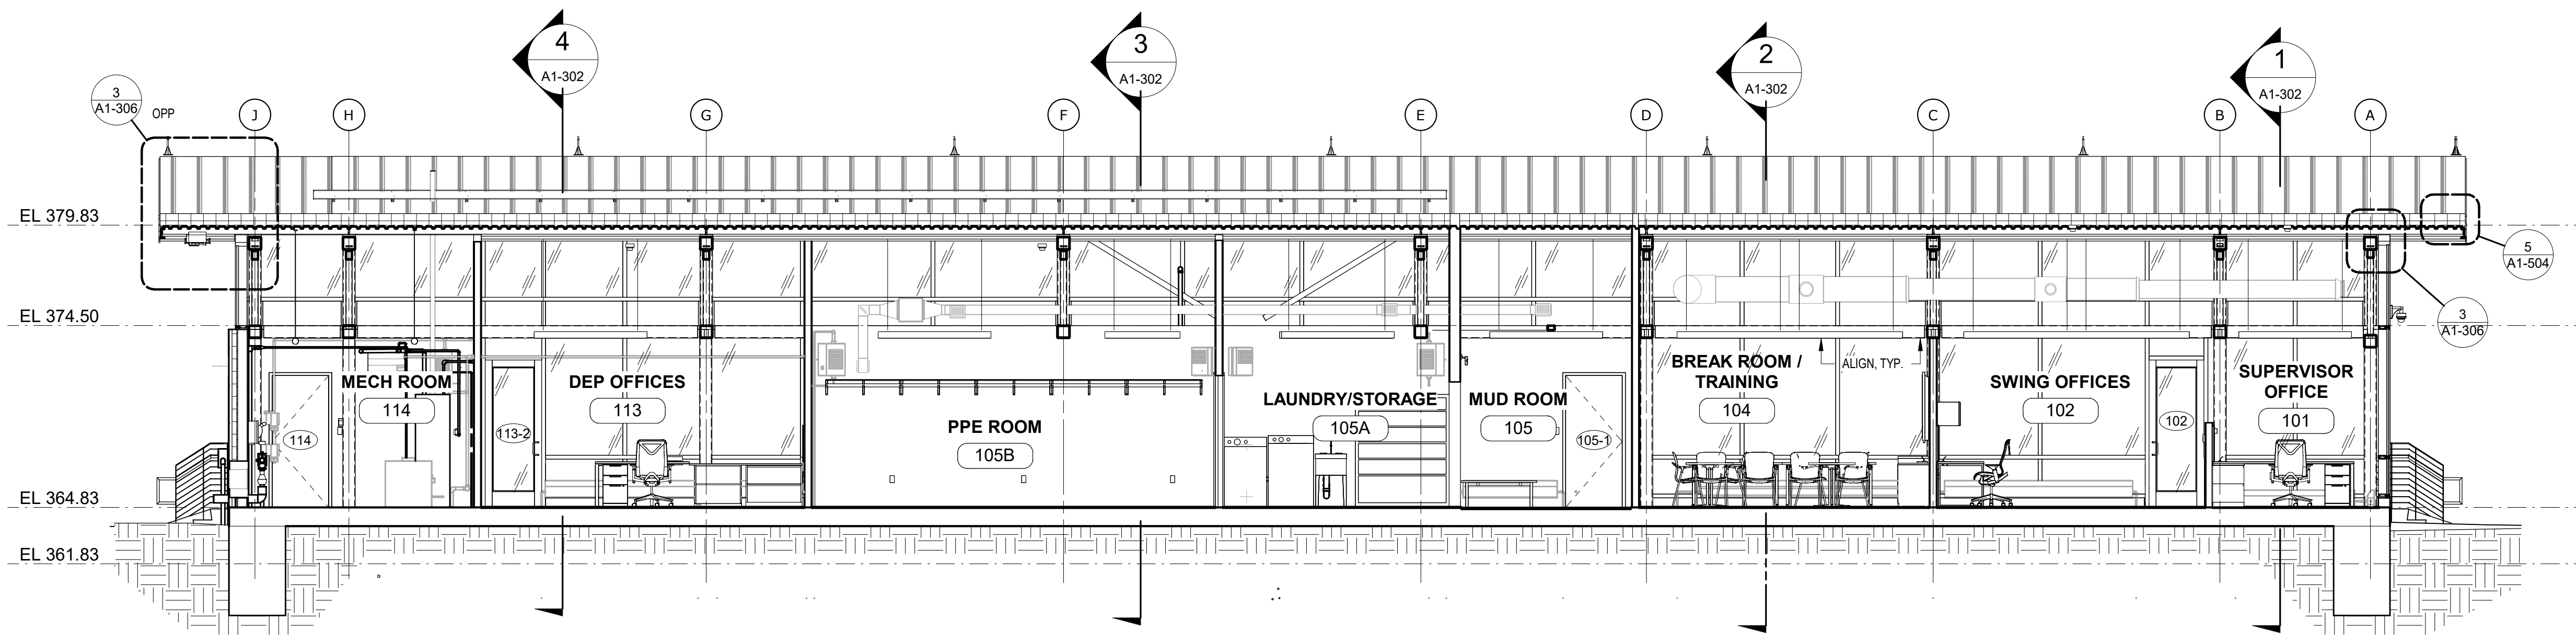 4
A1-302
3
A1-302
2
A1-302
1
A1-302
3
A1-306
OPP
J
H
G
F
E
D
C
B
A
EL 379.83
5
A1-504
EL 374.50
3
A1-306
MECH ROOM
114
DEP OFFICES
113
PPE ROOM
105B
LAUNDRY/STORAGE
105A
MUD ROOM
105
BREAK ROOM /
TRAINING
104
ALIGN, TYP.
SWING OFFICES
102
SUPERVISOR
OFFICE
101
114
113-2
105-1
102
EL 364.83
EL 361.83